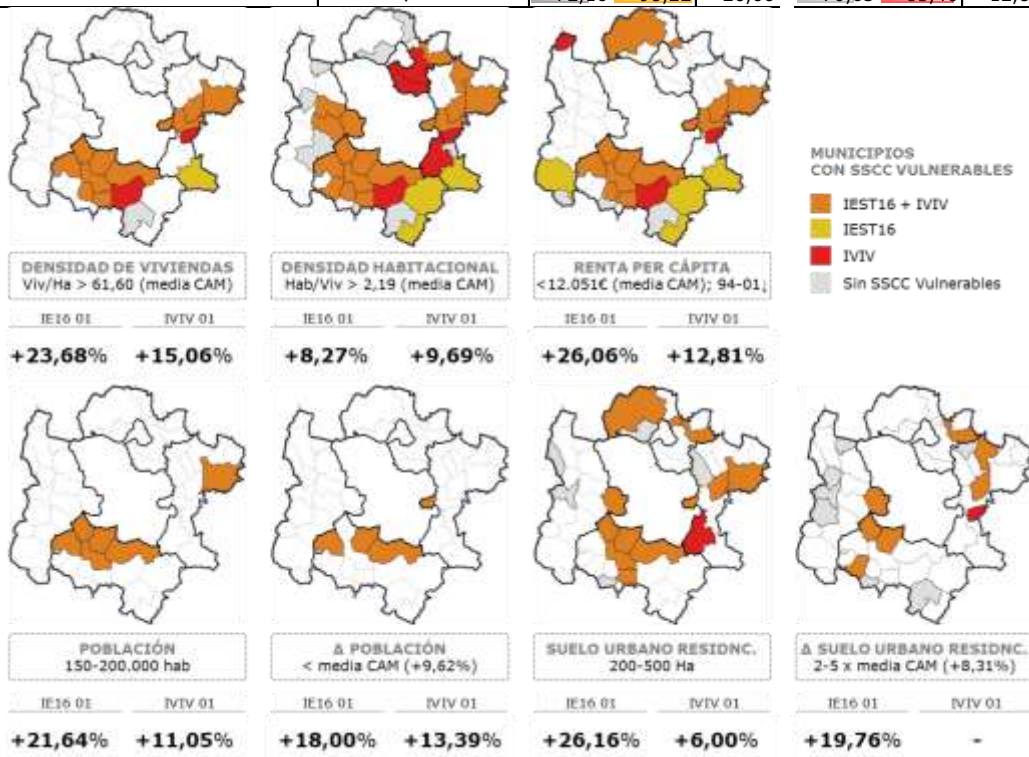 MUNICIPIOS
CON SSCC VULNERABLES
IEST16 + IVIV
IEST16
IVIV
Sin SSCC Vulnerables
DENSIDAD DE VIVIENDAS
Viv/Ha > 61,60 (media CAM)
IE16 01 IVIV 01
+23,68% +15,06%
DENSIDAD HABITACIONAL
Hab/Viv > 2,19 (media CAM)
IE16 01 IVIV 01
+8,27% +9,69%
RENTA PER CÁPITA
<12.051€ (media CAM); 94-01↓
IE16 01 IVIV 01
+26,06% +12,81%
POBLACIÓN
150-200.000 hab
IE16 01 IVIV 01
+21,64% +11,05%
Δ POBLACIÓN
< media CAM (+9,62%)
IE16 01 IVIV 01
+18,00% +13,39%
SUELO URBANO RESIDNC.
200-500 Ha
IE16 01 IVIV 01
+26,16% +6,00%
Δ SUELO URBANO RESIDNC.
2-5 x media CAM (+8,31%)
IE16 01 IVIV 01
+19,76% -